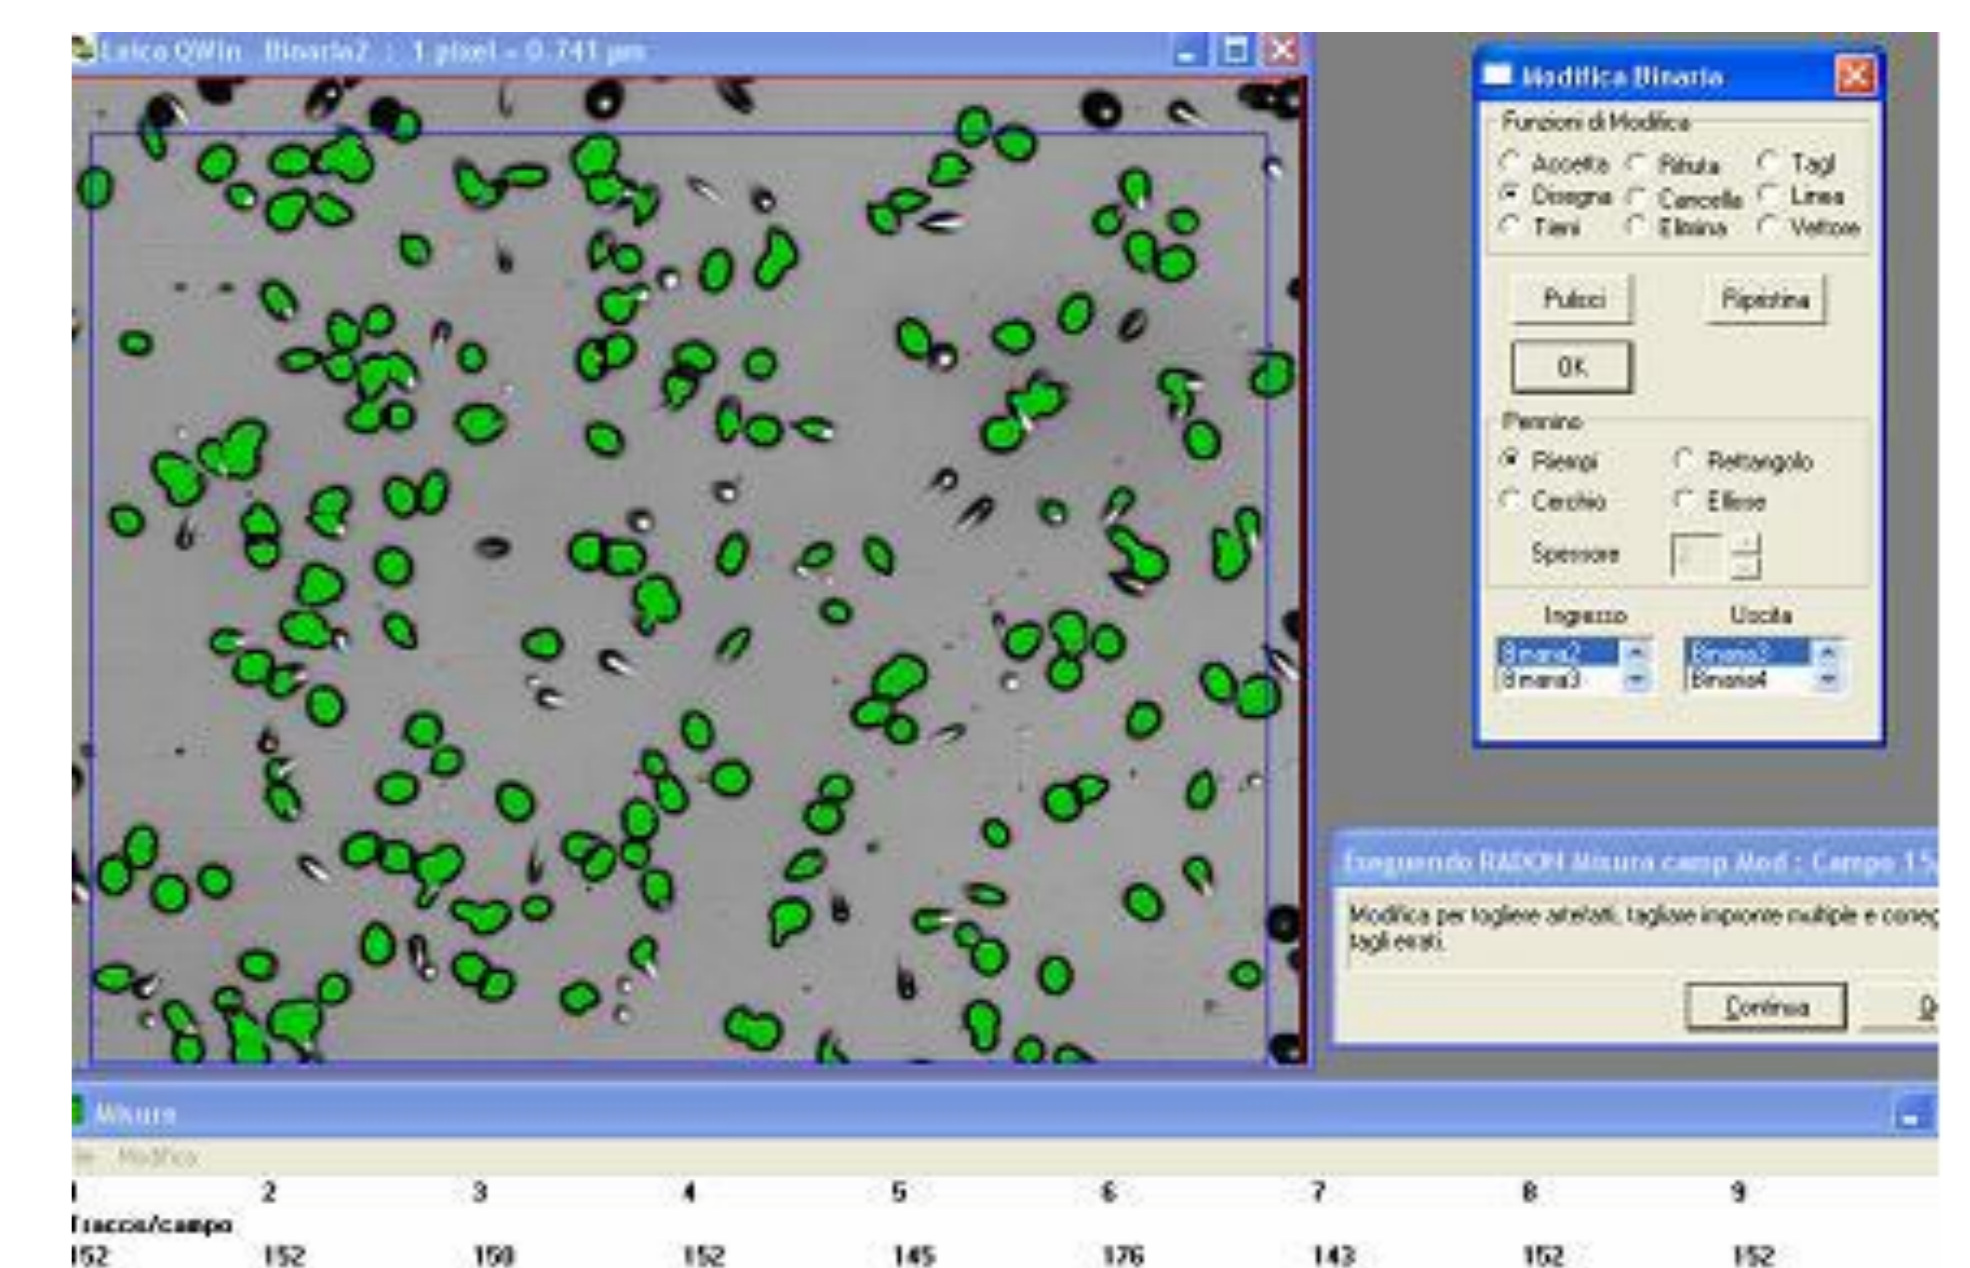 Leica QWin Binaria2 : 1 pixel = 0.741 µm
Modifica Binaria
Funzioni di Modifica
Accetta Rifiuta Tagl
Disegna Cancella Linea
Tieni Elimina Vettore
Pulisci Ripristina
OK
Pennino
Riempi Rettangolo
Cerchio Ellisse
Spessore
Ingresso Uscita
Binaria2 Binaria3
Binaria3 Binaria4
Eseguendo RADON Misura camp Mod : Campo 15
Modifica per togliere artefatti, tagliare impronte multiple e correg
tagli errati.
Continua
Misure
Modifica
1 2 3 4 5 6 7 8 9
Tracce/campo
152 152 150 152 145 176 143 152 152